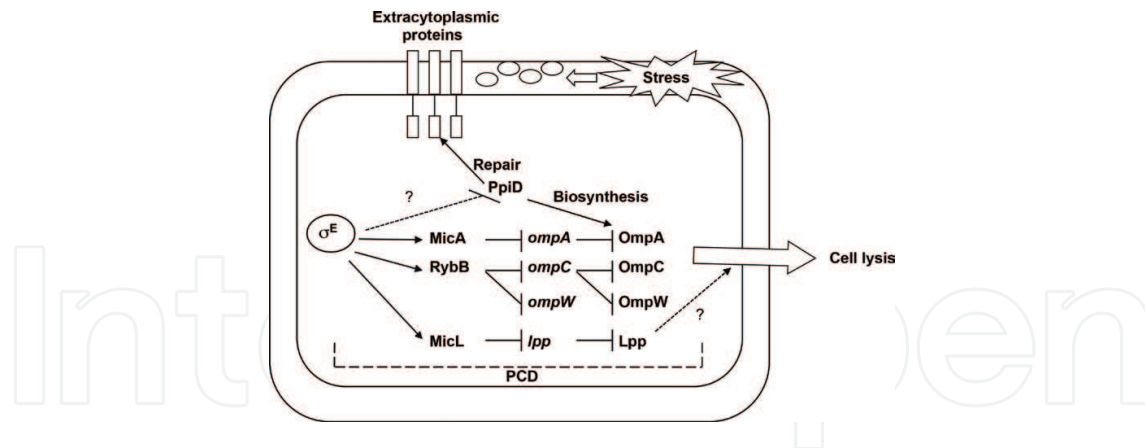 Extracytoplasmic
proteins
Stress
Repair
PpiD
?
Biosynthesis
σE
MicA ompA OmpA
RybB ompC OmpC
Cell lysis
ompW OmpW
?
MicL lpp Lpp
PCD
IntechOpen